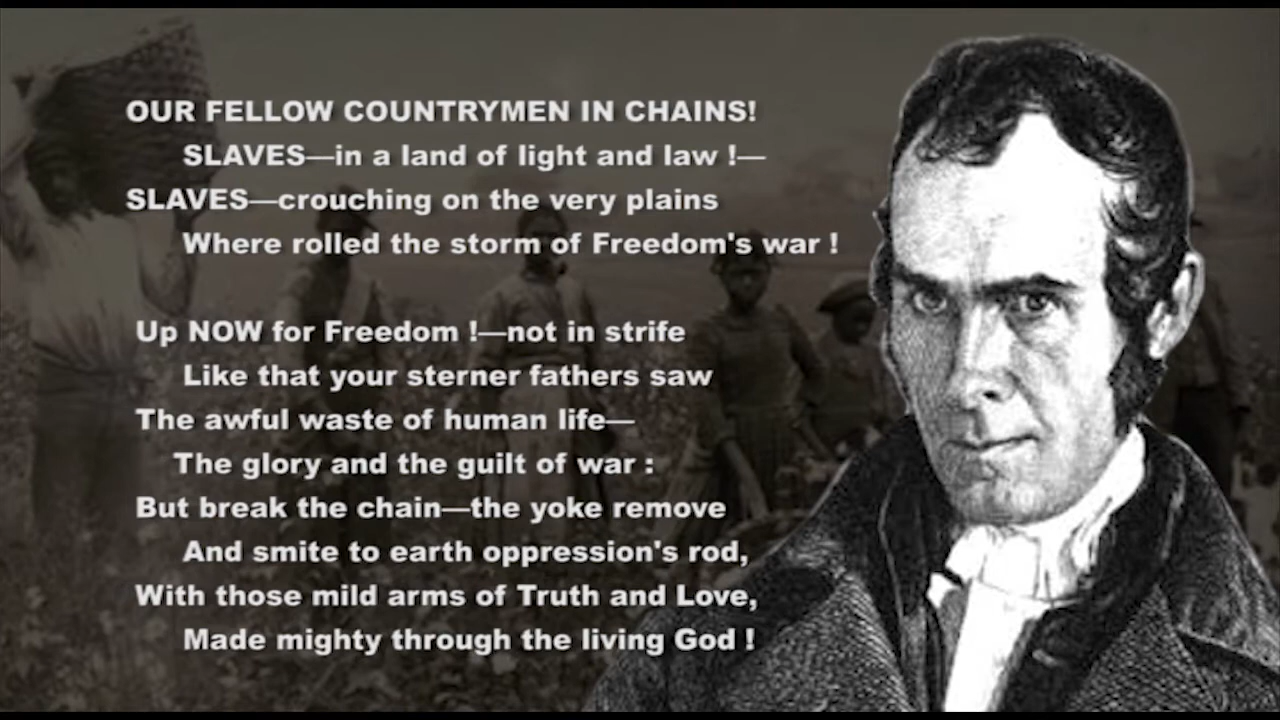 OUR FELLOW COUNTRYMEN IN CHAINS!
SLAVES—in a land of light and law !—
SLAVES—crouching on the very plains
Where rolled the storm of Freedom's war !
Up NOW for Freedom !—not in strife
Like that your sterner fathers saw
The awful waste of human life—
The glory and the guilt of war :
But break the chain—the yoke remove
And smite to earth oppression's rod,
With those mild arms of Truth and Love,
Made mighty through the living God !